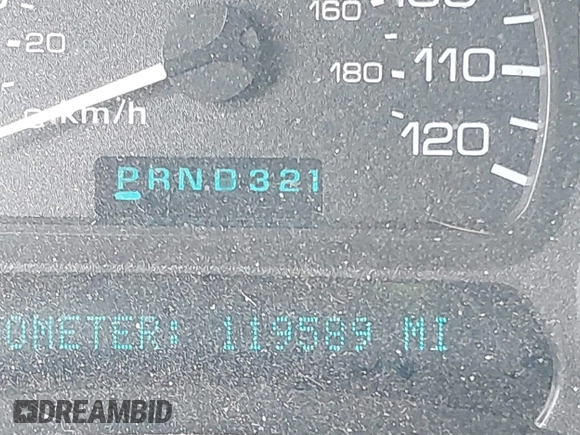 160
20
180 110
km/h 120
PRND321
OMETER: 119589 MI
DREAMBID